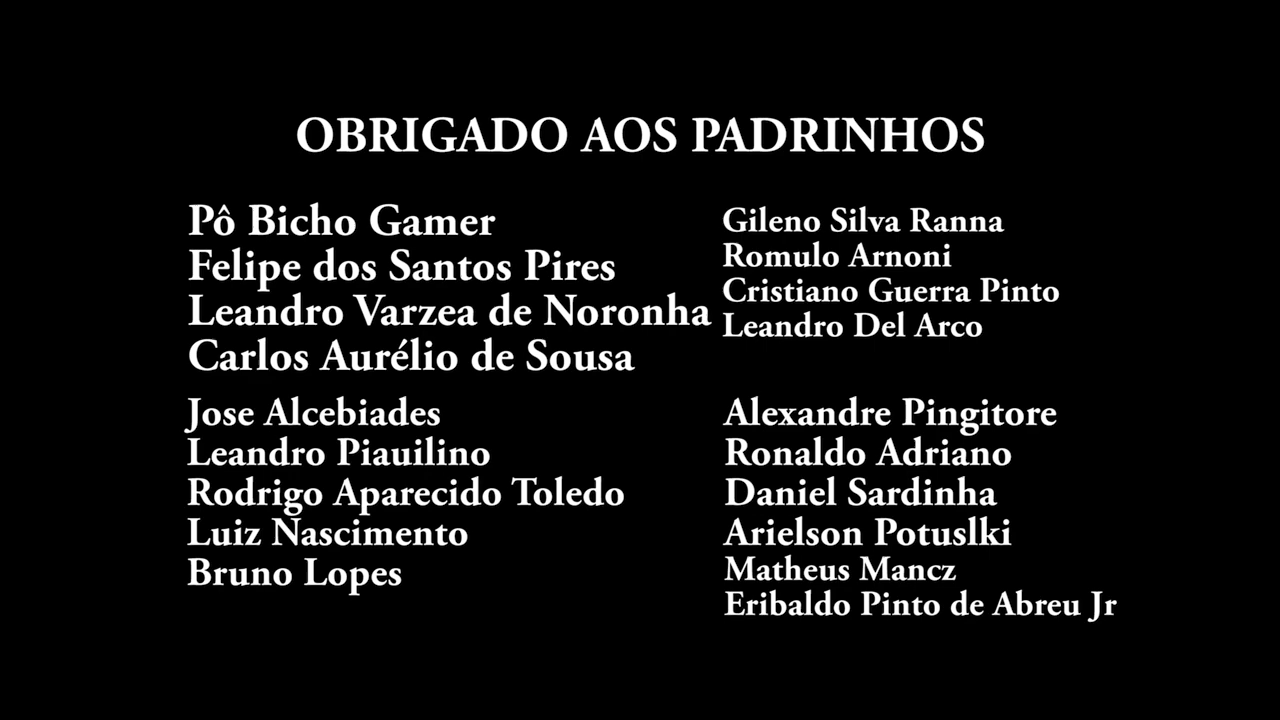 OBRIGADO AOS PADRINHOS
Pô Bicho Gamer
Felipe dos Santos Pires
Leandro Varzea de Noronha
Carlos Aurélio de Sousa
Jose Alcebiades
Leandro Piauilino
Rodrigo Aparecido Toledo
Luiz Nascimento
Bruno Lopes
Gileno Silva Ranna
Romulo Arnoni
Cristiano Guerra Pinto
Leandro Del Arco
Alexandre Pingitore
Ronaldo Adriano
Daniel Sardinha
Arielson Potuslki
Matheus Mancz
Eribaldo Pinto de Abreu Jr